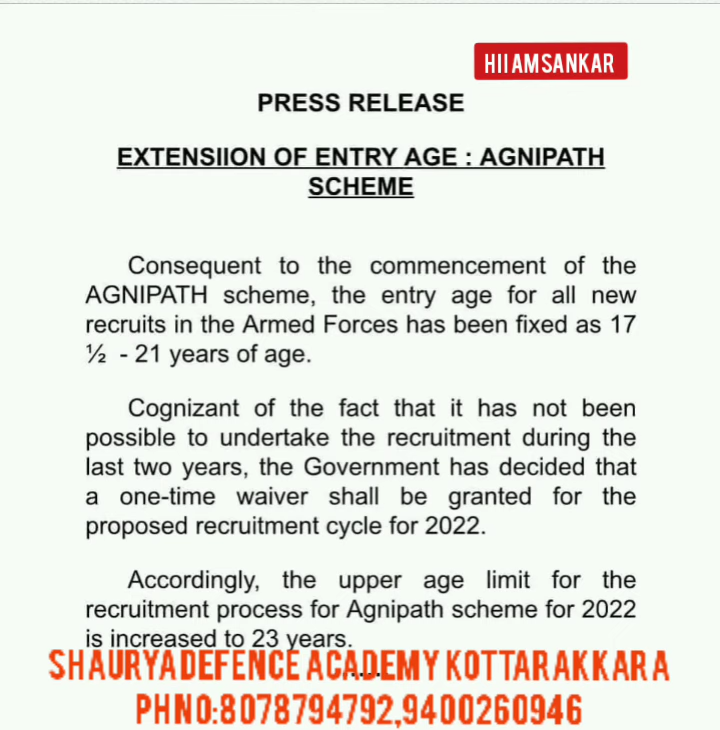 HIIAMSANKAR
PRESS RELEASE
EXTENSIION OF ENTRY AGE : AGNIPATH
SCHEME
Consequent to the commencement of the
AGNIPATH scheme, the entry age for all new
recruits in the Armed Forces has been fixed as 17
½ - 21 years of age.
Cognizant of the fact that it has not been
possible to undertake the recruitment during the
last two years, the Government has decided that
a one-time waiver shall be granted for the
proposed recruitment cycle for 2022.
Accordingly, the upper age limit for the
recruitment process for Agnipath scheme for 2022
is increased to 23 years.
SHAURYA DEFENCE ACADEMY KOTTARAKKARA
PHNO:8078794792,9400260946